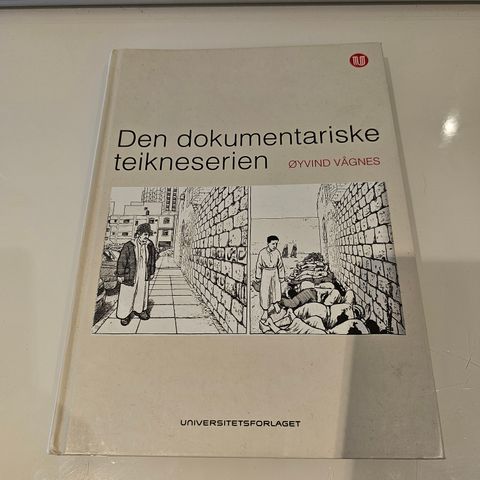 Den dokumentariske
teikneserien ØYVIND VÅGNES
UNIVERSITETSFORLAGET